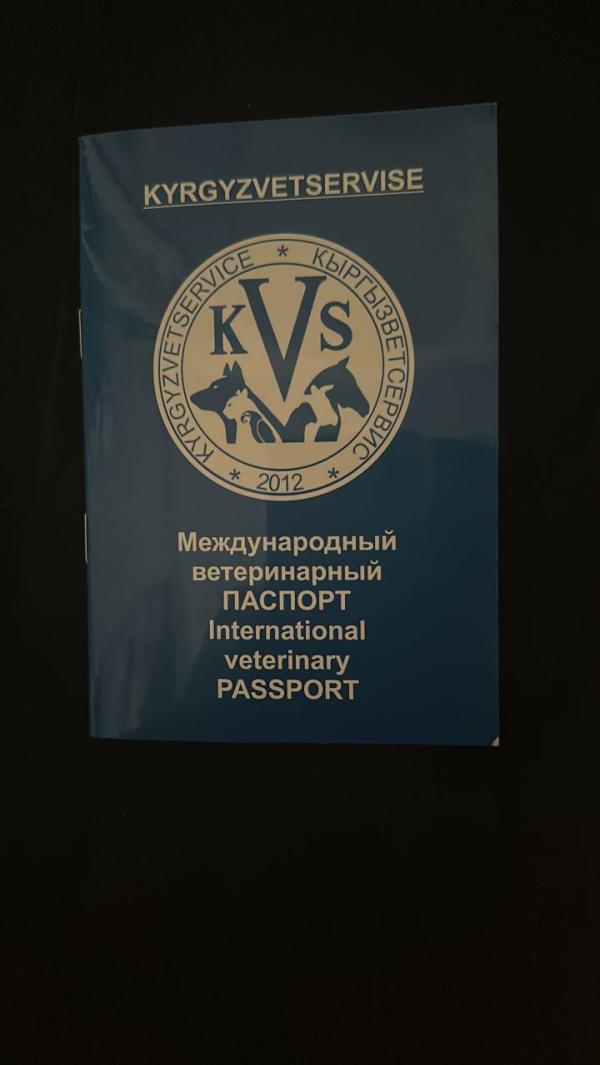 KYRGYZVETSERVISE
KYRGYZVETSERVICE * КЫРГЫЗВЕТСЕРВИС
KVS
* 2012 *
Международный
ветеринарный
ПАСПОРТ
International
veterinary
PASSPORT